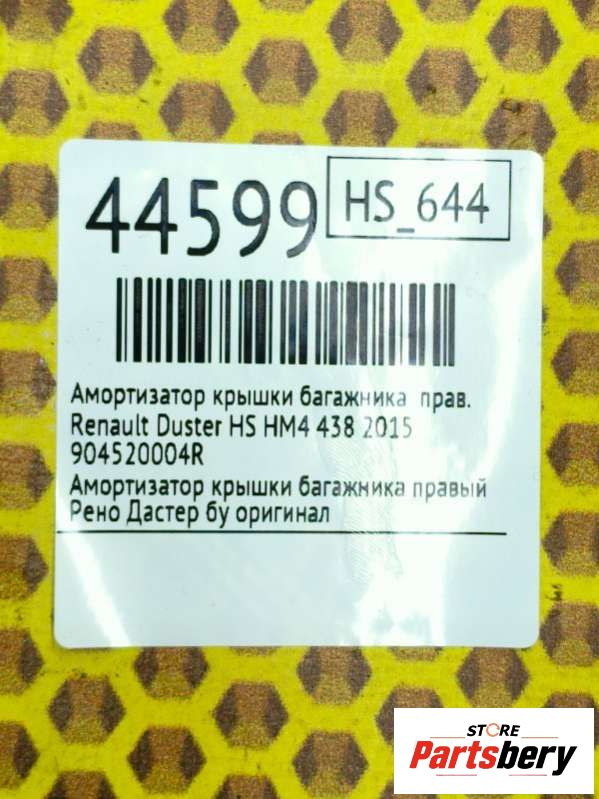 44599
HS_644
Амортизатор крышки багажника прав.
Renault Duster HS HM4 438 2015
904520004R
Амортизатор крышки багажника правый
Рено Дастер бу оригинал
STORE
Partsbery